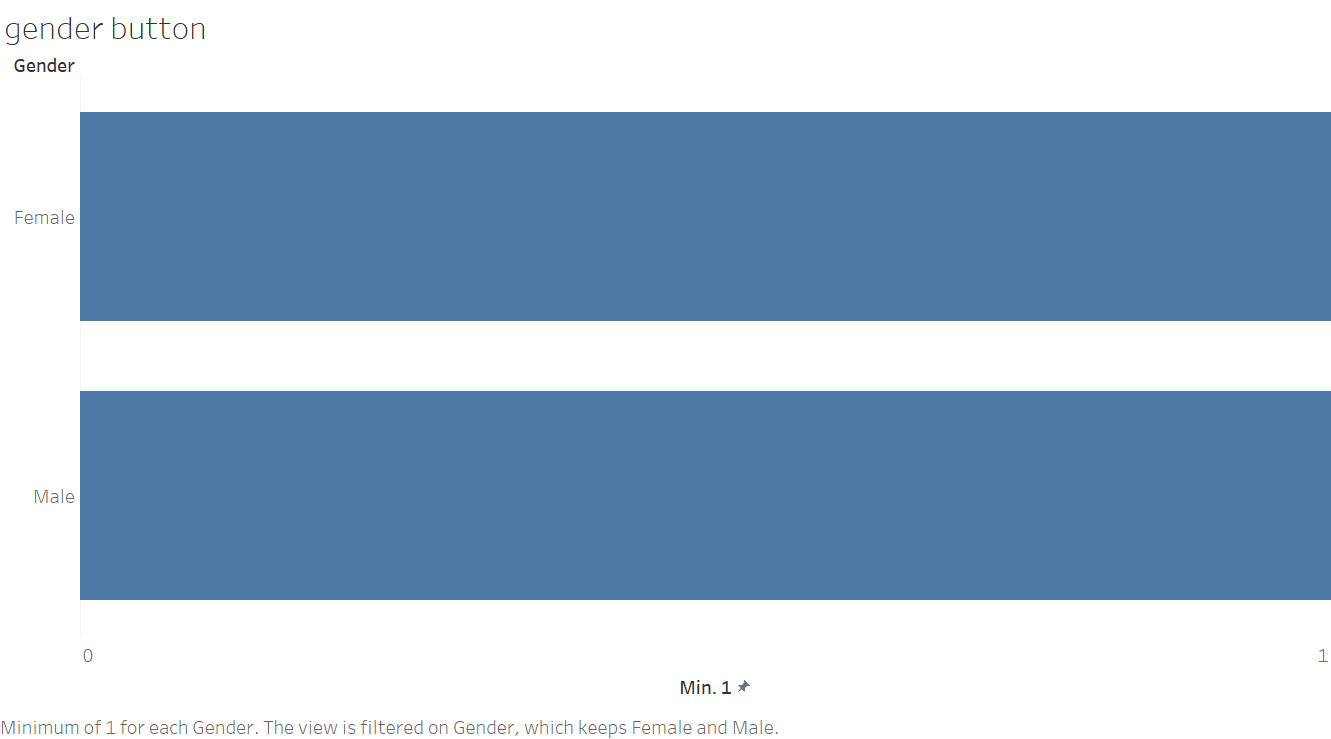 gender button
Gender
Female
Male
0 1
Min. 1
Minimum of 1 for each Gender. The view is filtered on Gender, which keeps Female and Male.